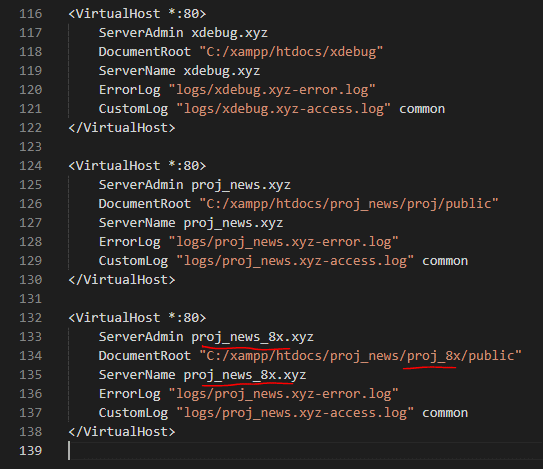 116 <VirtualHost *:80>
117 ServerAdmin xdebug.xyz
118 DocumentRoot "C:/xampp/htdocs/xdebug"
119 ServerName xdebug.xyz
120 ErrorLog "logs/xdebug.xyz-error.log"
121 CustomLog "logs/xdebug.xyz-access.log" common
122 </VirtualHost>
123
124 <VirtualHost *:80>
125 ServerAdmin proj_news.xyz
126 DocumentRoot "C:/xampp/htdocs/proj_news/proj/public"
127 ServerName proj_news.xyz
128 ErrorLog "logs/proj_news.xyz-error.log"
129 CustomLog "logs/proj_news.xyz-access.log" common
130 </VirtualHost>
131
132 <VirtualHost *:80>
133 ServerAdmin proj_news_8x.xyz
134 DocumentRoot "C:/xampp/htdocs/proj_news/proj_8x/public"
135 ServerName proj_news_8x.xyz
136 ErrorLog "logs/proj_news.xyz-error.log"
137 CustomLog "logs/proj_news.xyz-access.log" common
138 </VirtualHost>
139